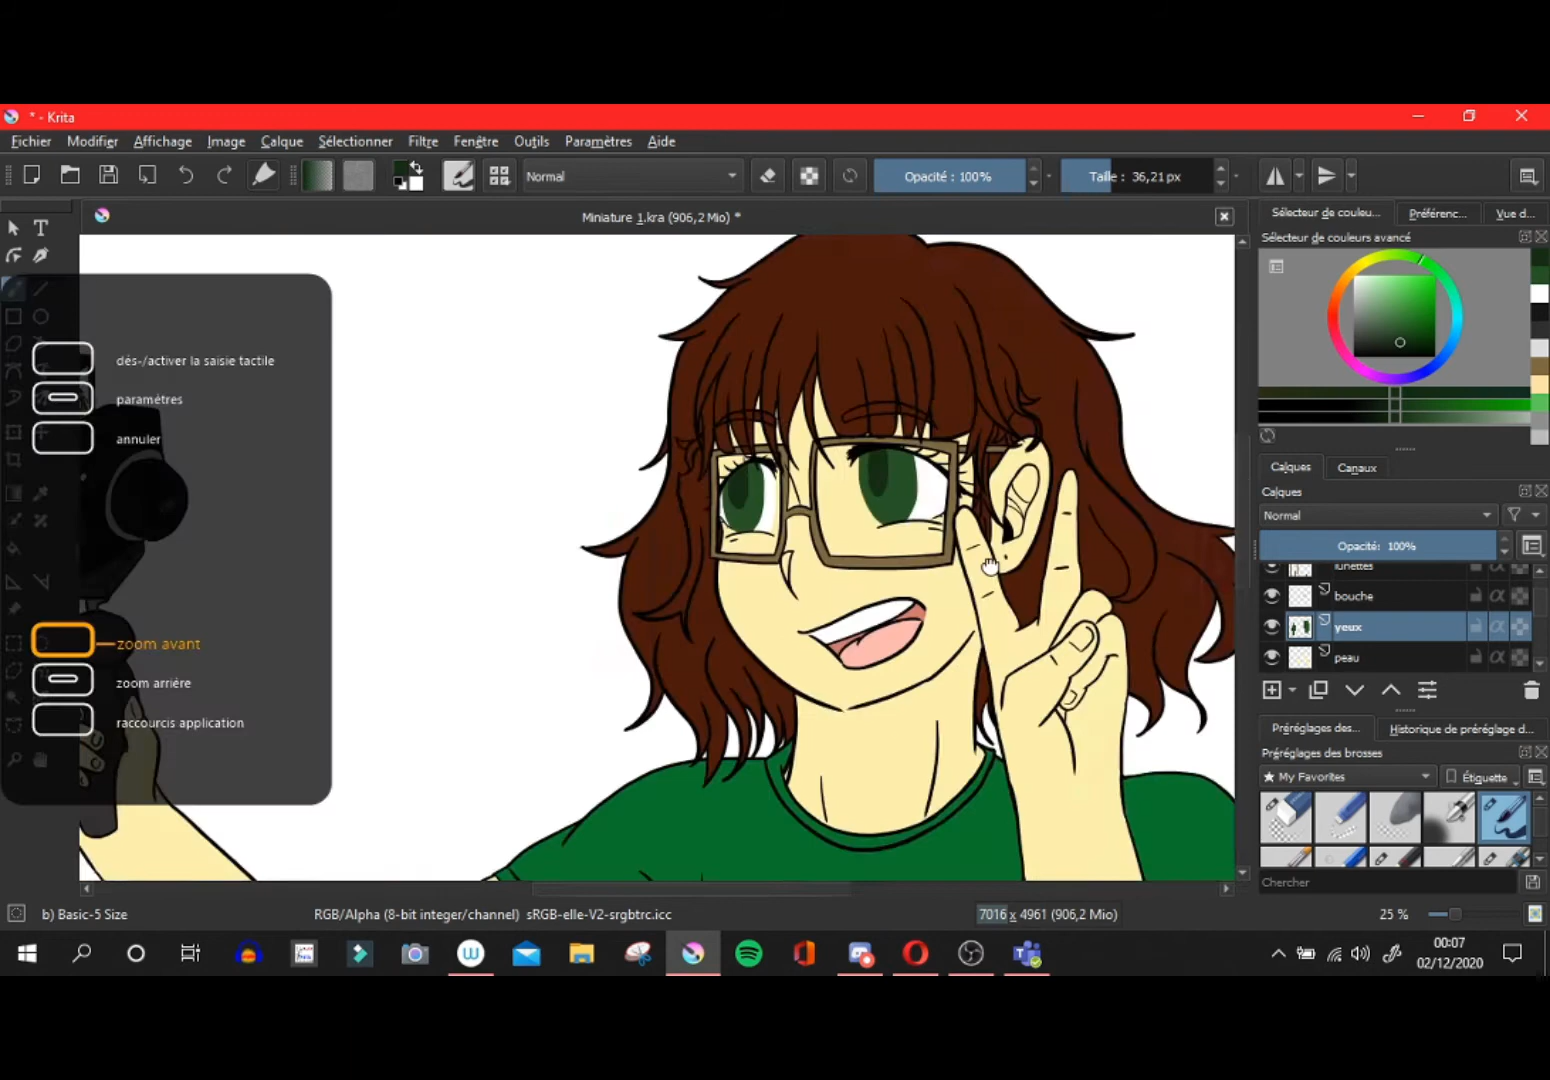 * - Krita
Fichier Modifier Affichage Image Calque Sélectionner Filtre Fenêtre Outils Paramètres Aide
Normal Opacité : 100% Taille : 36,21 px
Miniature 1.kra (906,2 Mio) *
Sélecteur de couleu... Préférenc... Vue d...
Sélecteur de couleurs avancé
dés-/activer la saisie tactile
paramétres
annuler
zoom avant
zoom arriére
raccourcis application
Calques Canaux
Calques
Normal
Opacité: 100%
lunettes
bouche
yeux
peau
Préréglages des... Historique de préréglage d...
Préréglages des brosses
★ My Favorites Étiquette
Chercher
b) Basic-5 Size RGB/Alpha (8-bit integer/channel) sRGB-elle-V2-srgbtrc.icc 7016 x 4961 (906,2 Mio) 25 %
00:07
02/12/2020